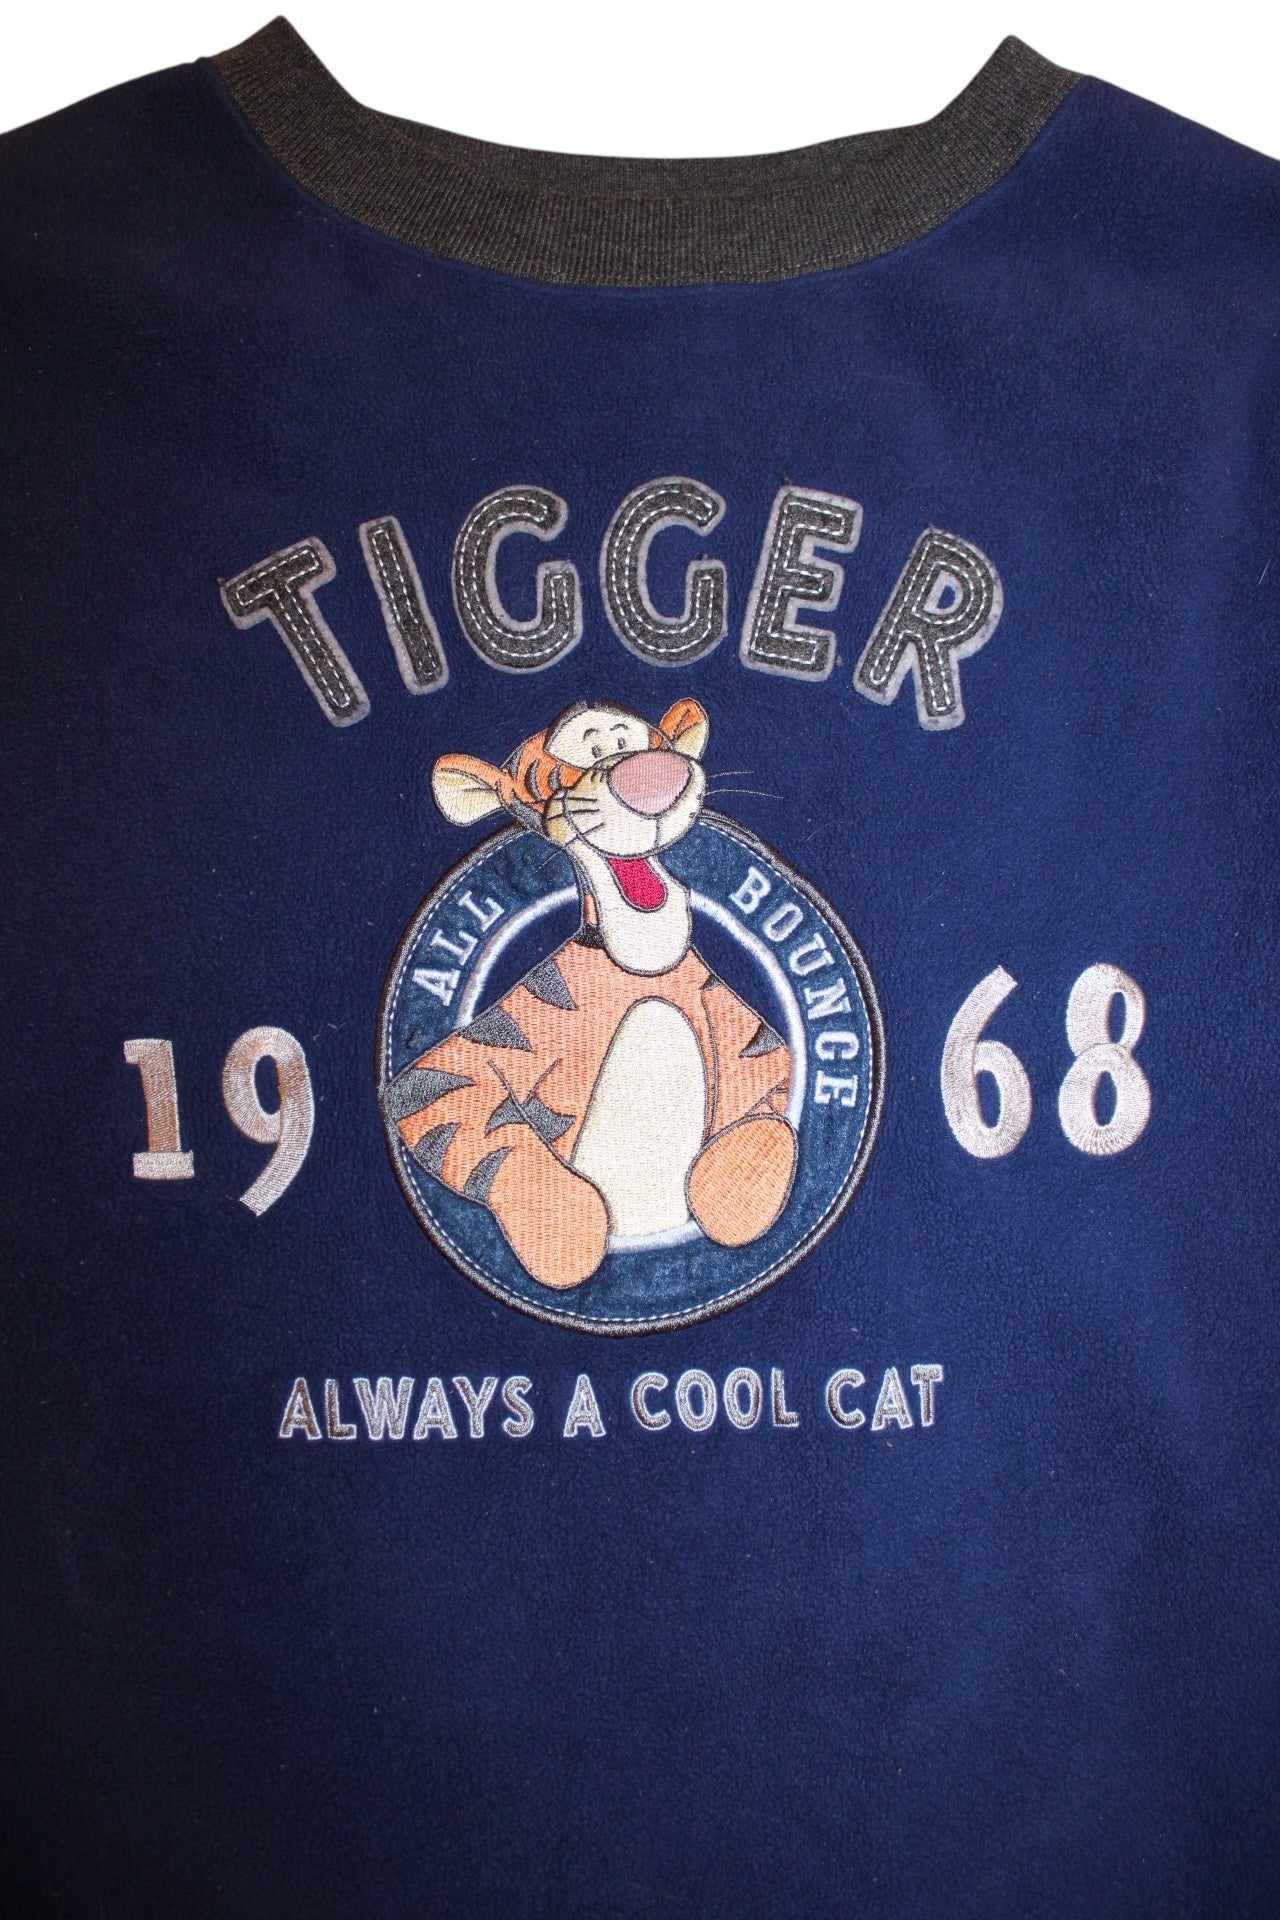 TIGGER
ALL BOUNCE
19 68
ALWAYS A COOL CAT